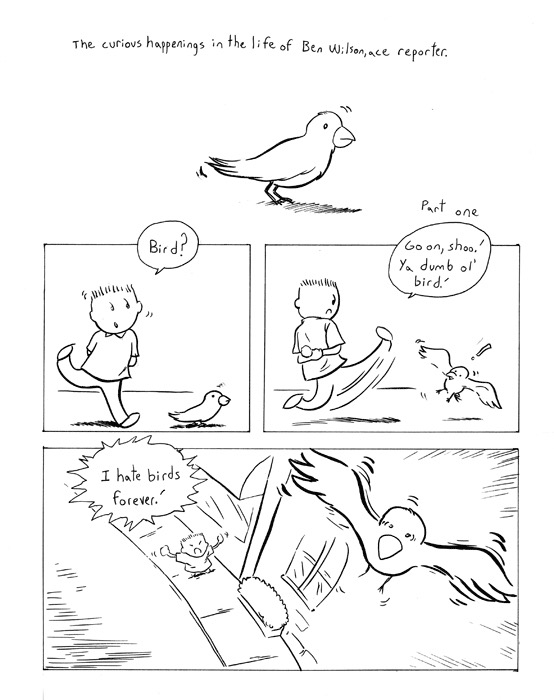 The curious happenings in the life of Ben Wilson, ace reporter.
Part one
Bird?
Go on, shoo!
Ya dumb ol'
bird!
I hate birds
forever!